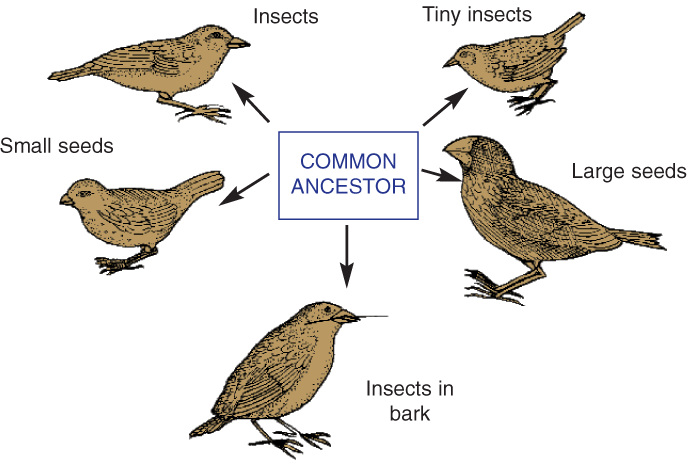 Insects
Tiny insects
Small seeds
COMMON
ANCESTOR
Large seeds
Insects in
bark